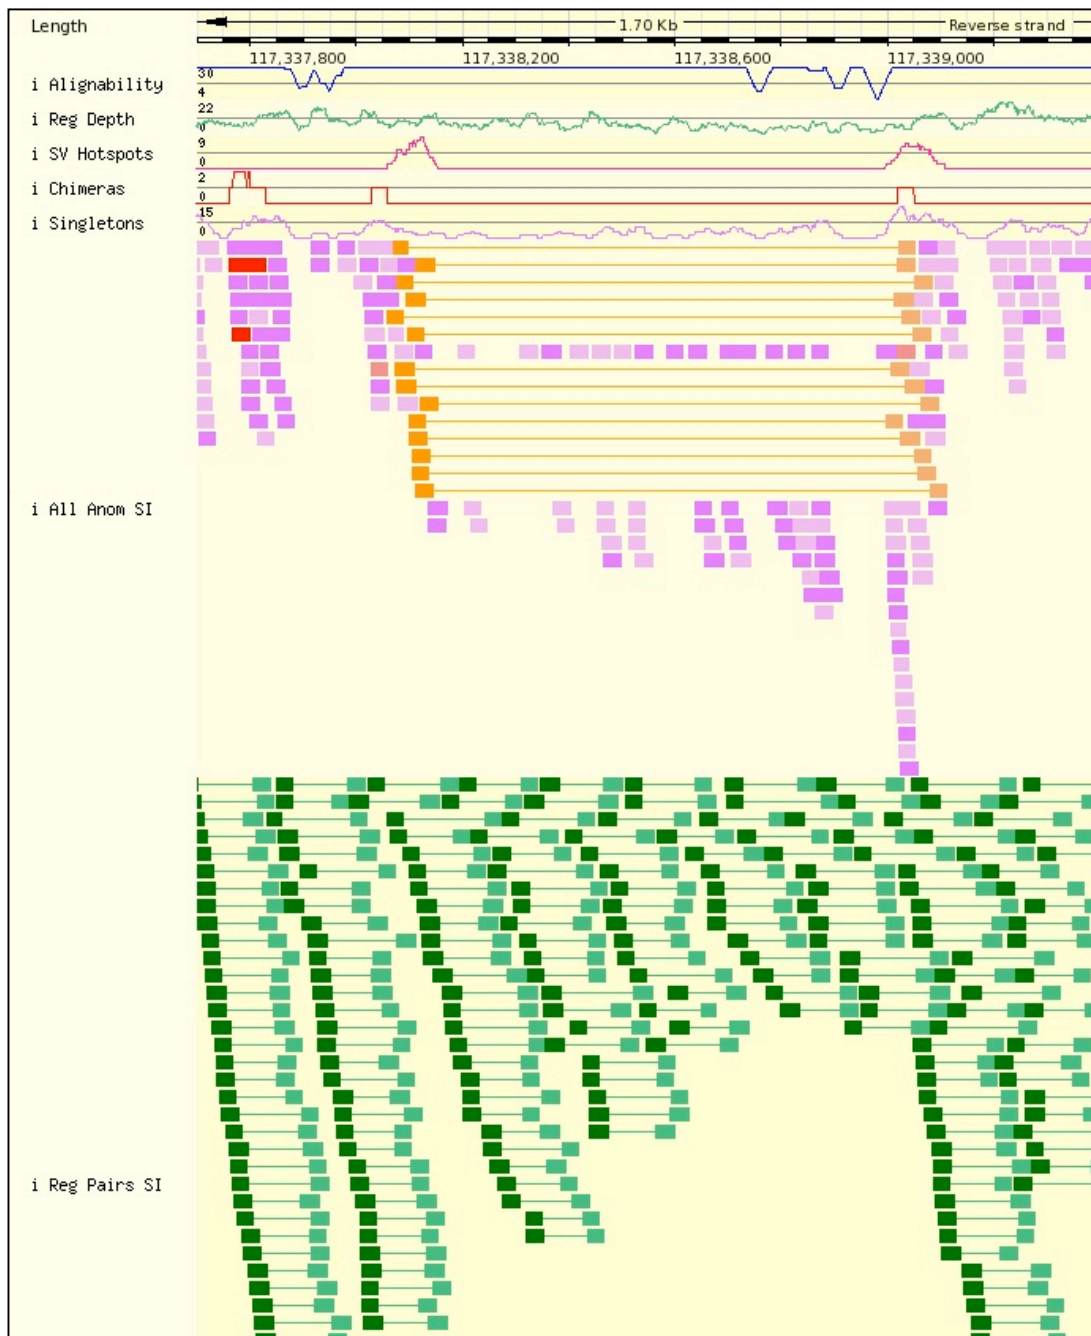 Length
1.70 Kb
Reverse strand
117,337,800 117,338,200 117,338,600 117,339,000
30
i Alignability
4
22
i Reg Depth
0
9
i SV Hotspots
0
2
i Chimeras
0
15
i Singletons
0
i All Anom SI
i Reg Pairs SI